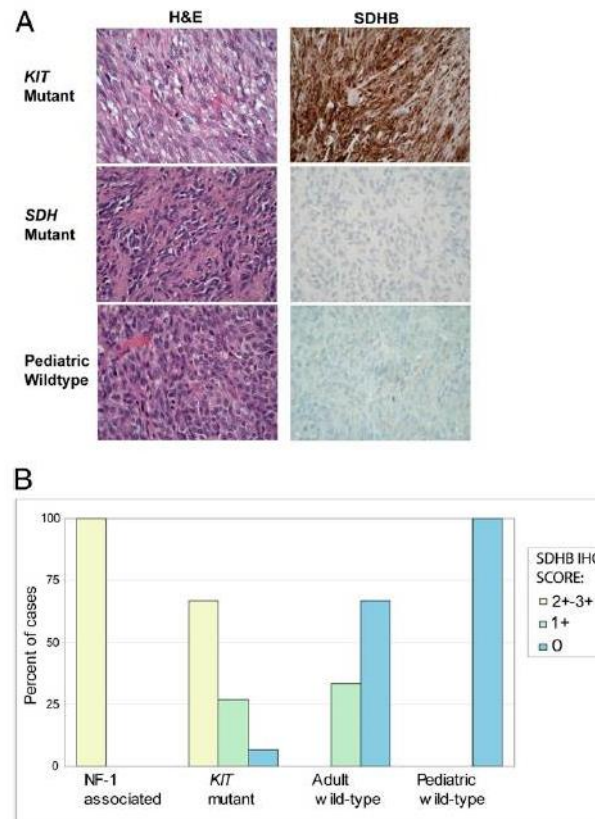 A
H&E
SDHB
KIT
Mutant
SDH
Mutant
Pediatric
Wildtype
B
Percent of cases
100
75
50
25
0
NF-1
associated
KIT
mutant
Adult
wild-type
Pediatric
wild-type
SDHB IHC
SCORE:
2+-3+
1+
0